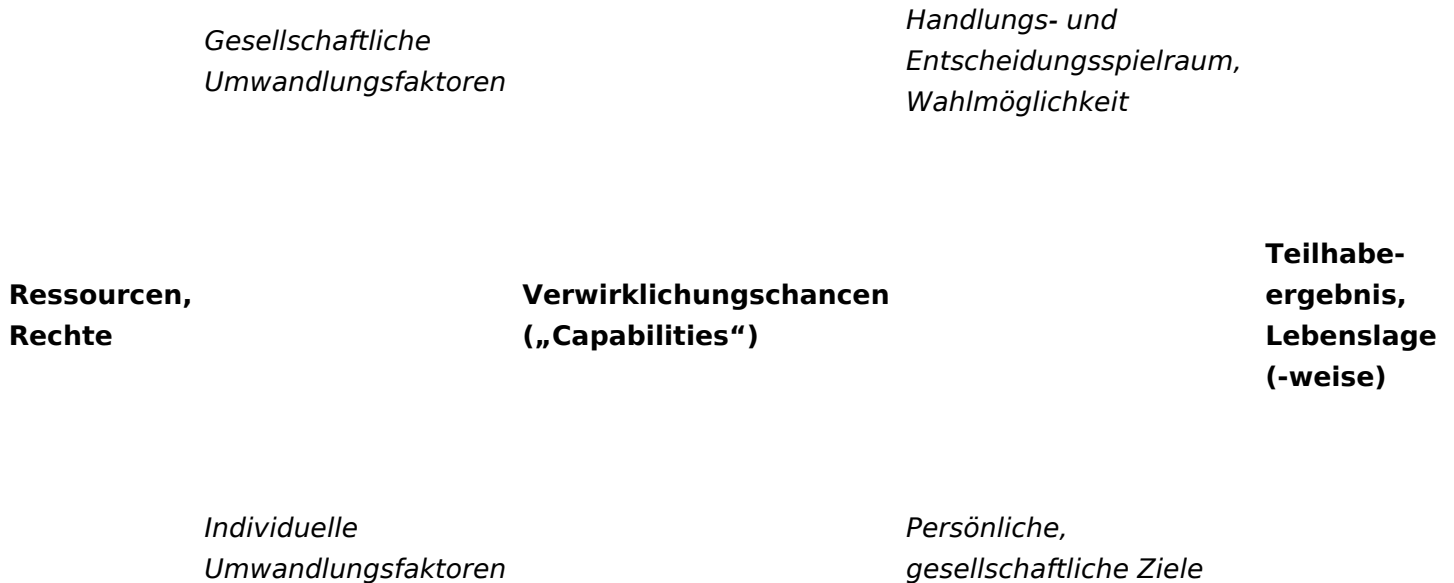 Gesellschaftliche
Umwandlungsfaktoren
Handlungs- und
Entscheidungsspielraum,
Wahlmöglichkeit
Ressourcen,
Rechte
Verwirklichungschancen
(„Capabilities“)
Teilhabe-
ergebnis,
Lebenslage
(-weise)
Individuelle
Umwandlungsfaktoren
Persönliche,
gesellschaftliche Ziele